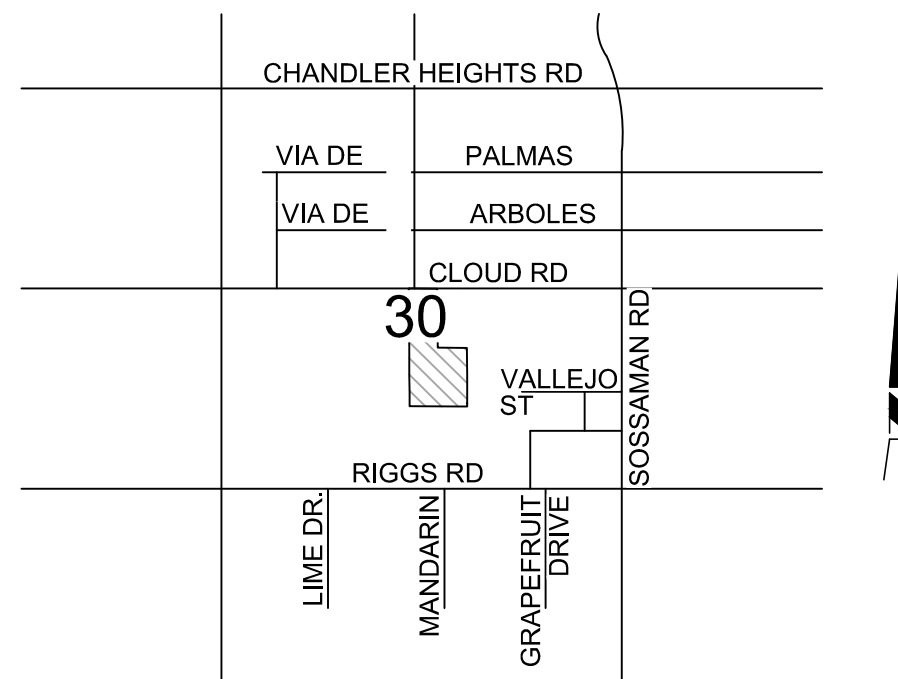 CHANDLER HEIGHTS RD
VIA DE
PALMAS
VIA DE
ARBOLES
CLOUD RD
30
SOSSAMAN RD
VALLEJO
ST
RIGGS RD
LIME DR.
MANDARIN
GRAPEFRUIT
DRIVE